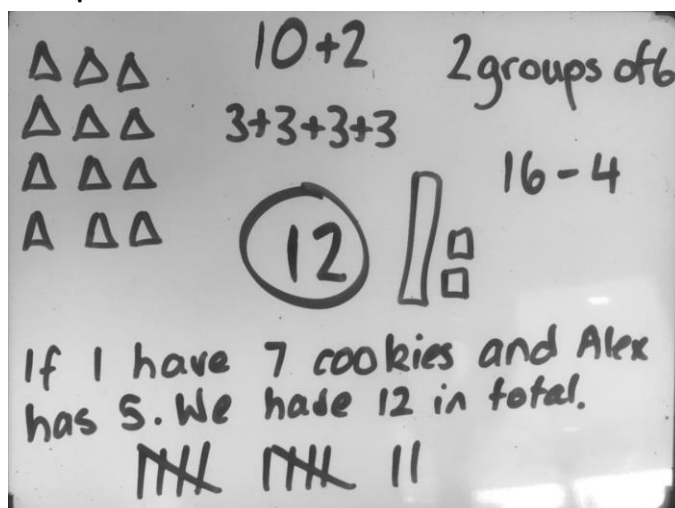 10+2
2 groups of 6
3+3+3+3
16-4
12
If I have 7 cookies and Alex
has 5. We have 12 in total.